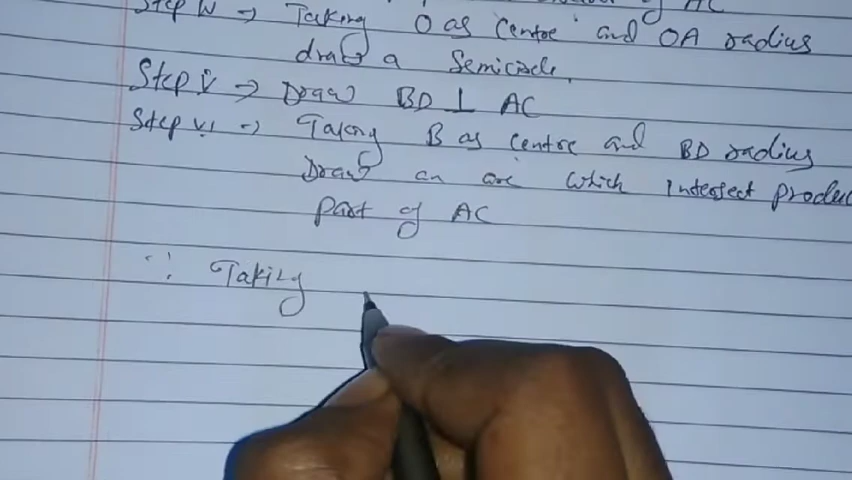 Step IV → Taking O as Centre and OA radius
draw a Semicircle.
Step V → Draw BD ⊥ AC
Step VI → Taking B as Centre and BD radius
Draw an arc which Intersect produc
Part of AC
∵ Taking